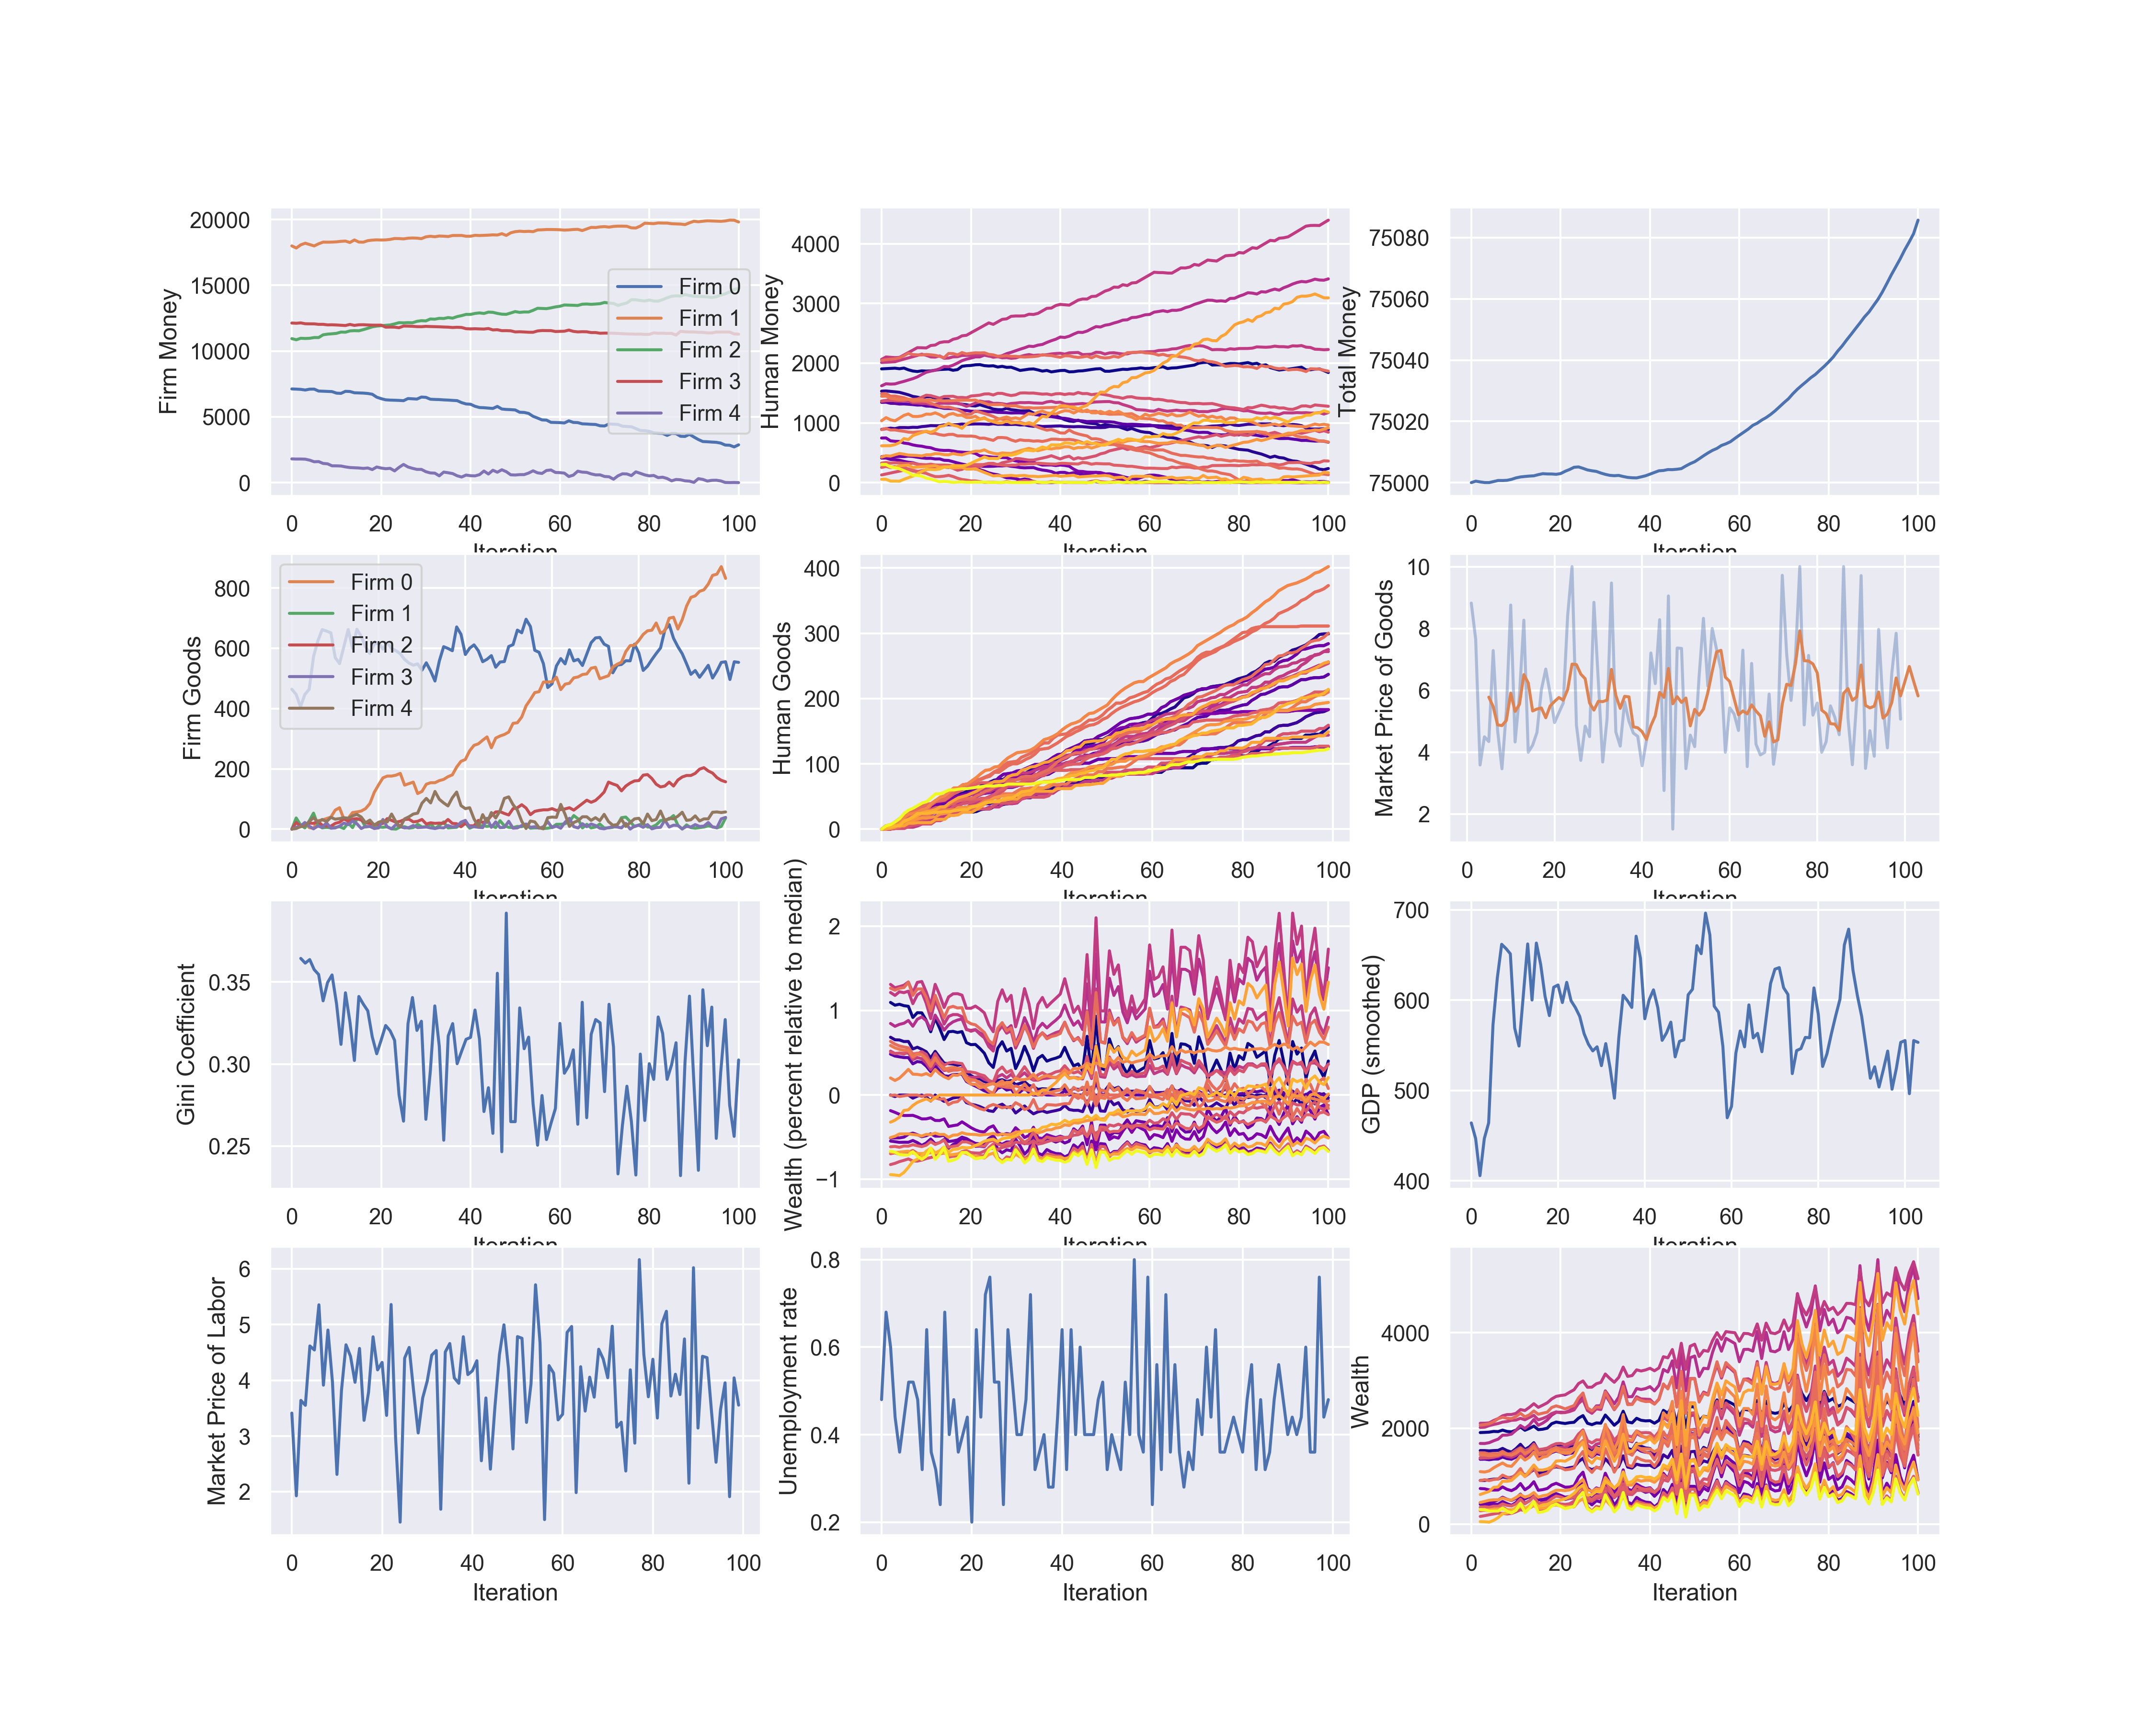 Firm Money
20000
15000
10000
5000
0
Firm 0
Firm 1
Firm 2
Firm 3
Firm 4
0 20 40 60 80 100
Iteration
Human Money
4000
3000
2000
1000
0
0 20 40 60 80 100
Iteration
Total Money
75080
75060
75040
75020
75000
0 20 40 60 80 100
Iteration
Firm Goods
800
600
400
200
0
Firm 0
Firm 1
Firm 2
Firm 3
Firm 4
0 20 40 60 80 100
Iteration
Human Goods
400
300
200
100
0
0 20 40 60 80 100
Iteration
Market Price of Goods
10
8
6
4
2
0 20 40 60 80 100
Iteration
Gini Coefficient
0.35
0.30
0.25
0 20 40 60 80 100
Iteration
Wealth (percent relative to median)
2
1
0
−1
0 20 40 60 80 100
Iteration
GDP (smoothed)
700
600
500
400
0 20 40 60 80 100
Iteration
Market Price of Labor
6
5
4
3
2
0 20 40 60 80 100
Iteration
Unemployment rate
0.8
0.6
0.4
0.2
0 20 40 60 80 100
Iteration
Wealth
4000
2000
0
0 20 40 60 80 100
Iteration